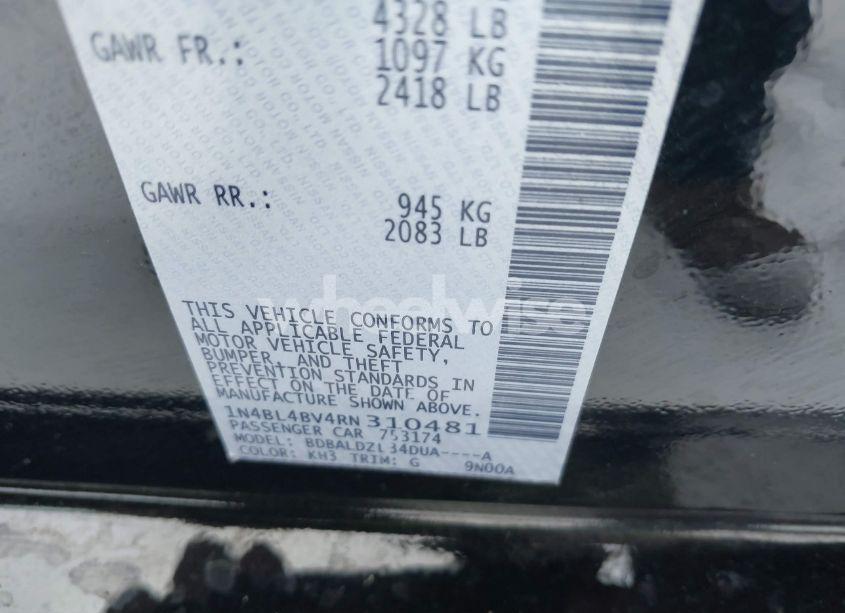 4328 LB
GAWR FR.: 1097 KG
2418 LB
GAWR RR.: 945 KG
2083 LB
wheelwise
THIS VEHICLE CONFORMS TO
ALL APPLICABLE FEDERAL
MOTOR VEHICLE SAFETY,
BUMPER, AND THEFT
PREVENTION STANDARDS IN
EFFECT ON THE DATE OF
MANUFACTURE SHOWN ABOVE.
1N4BL4BV4RN310481
PASSENGER CAR 753174
MODEL: BDBALDZL34DUA----A
COLOR: KH3 TRIM: G 9N00A